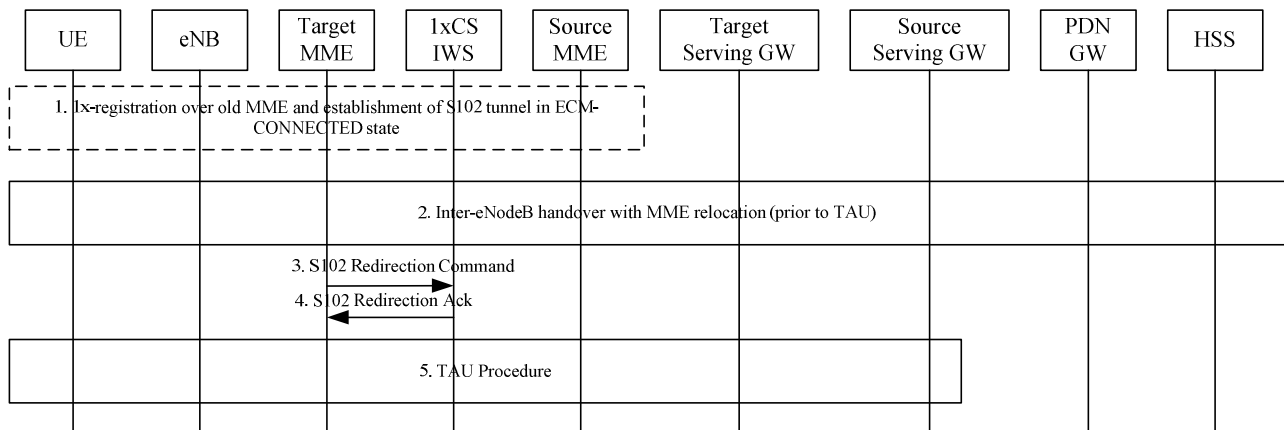 UE
eNB
Target
MME
1xCS
IWS
Source
MME
Target
Serving GW
Source
Serving GW
PDN
GW
HSS
1. 1x-registration over old MME and establishment of S102 tunnel in ECM-
CONNECTED state
2. Inter-eNodeB handover with MME relocation (prior to TAU)
3. S102 Redirection Command
4. S102 Redirection Ack
5. TAU Procedure